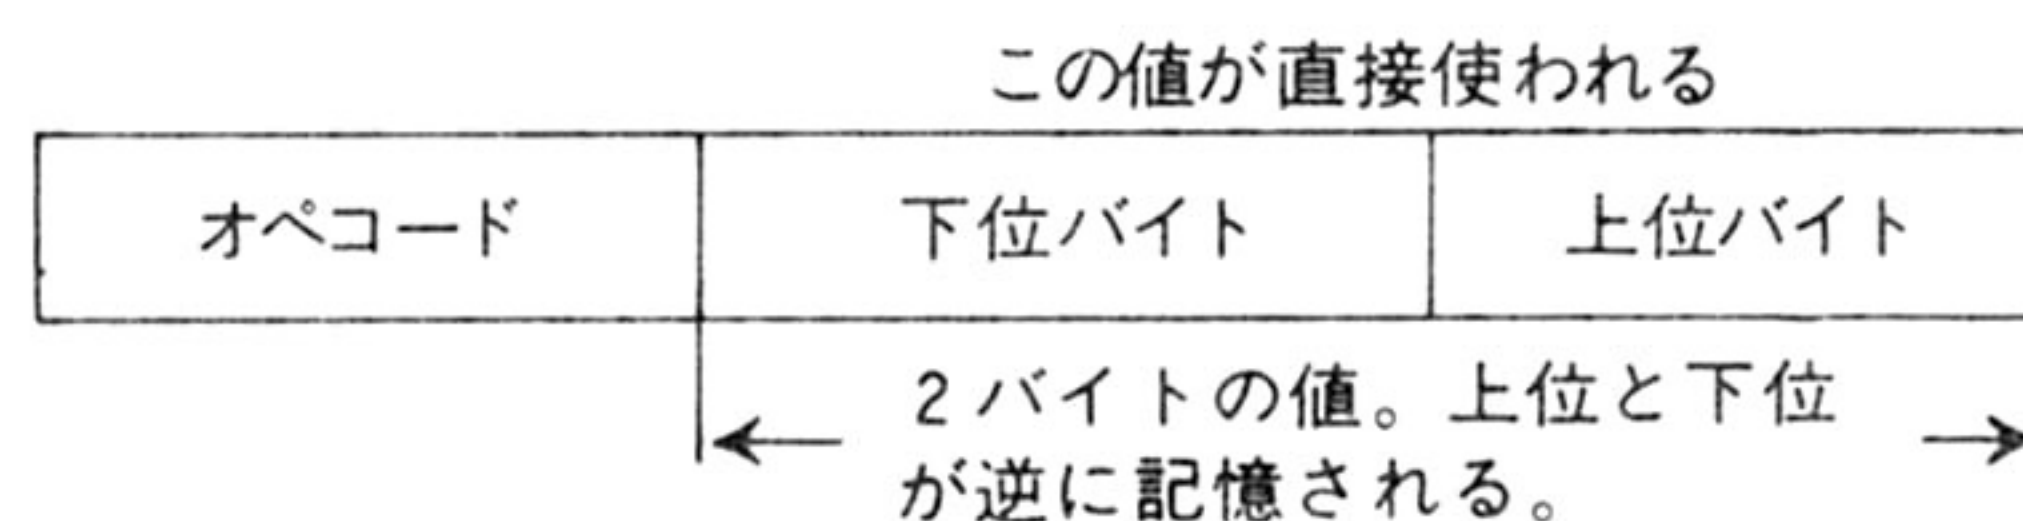 この値が直接使われる
オペコード 下位バイト 上位バイト
2バイトの値。上位と下位
が逆に記憶される。